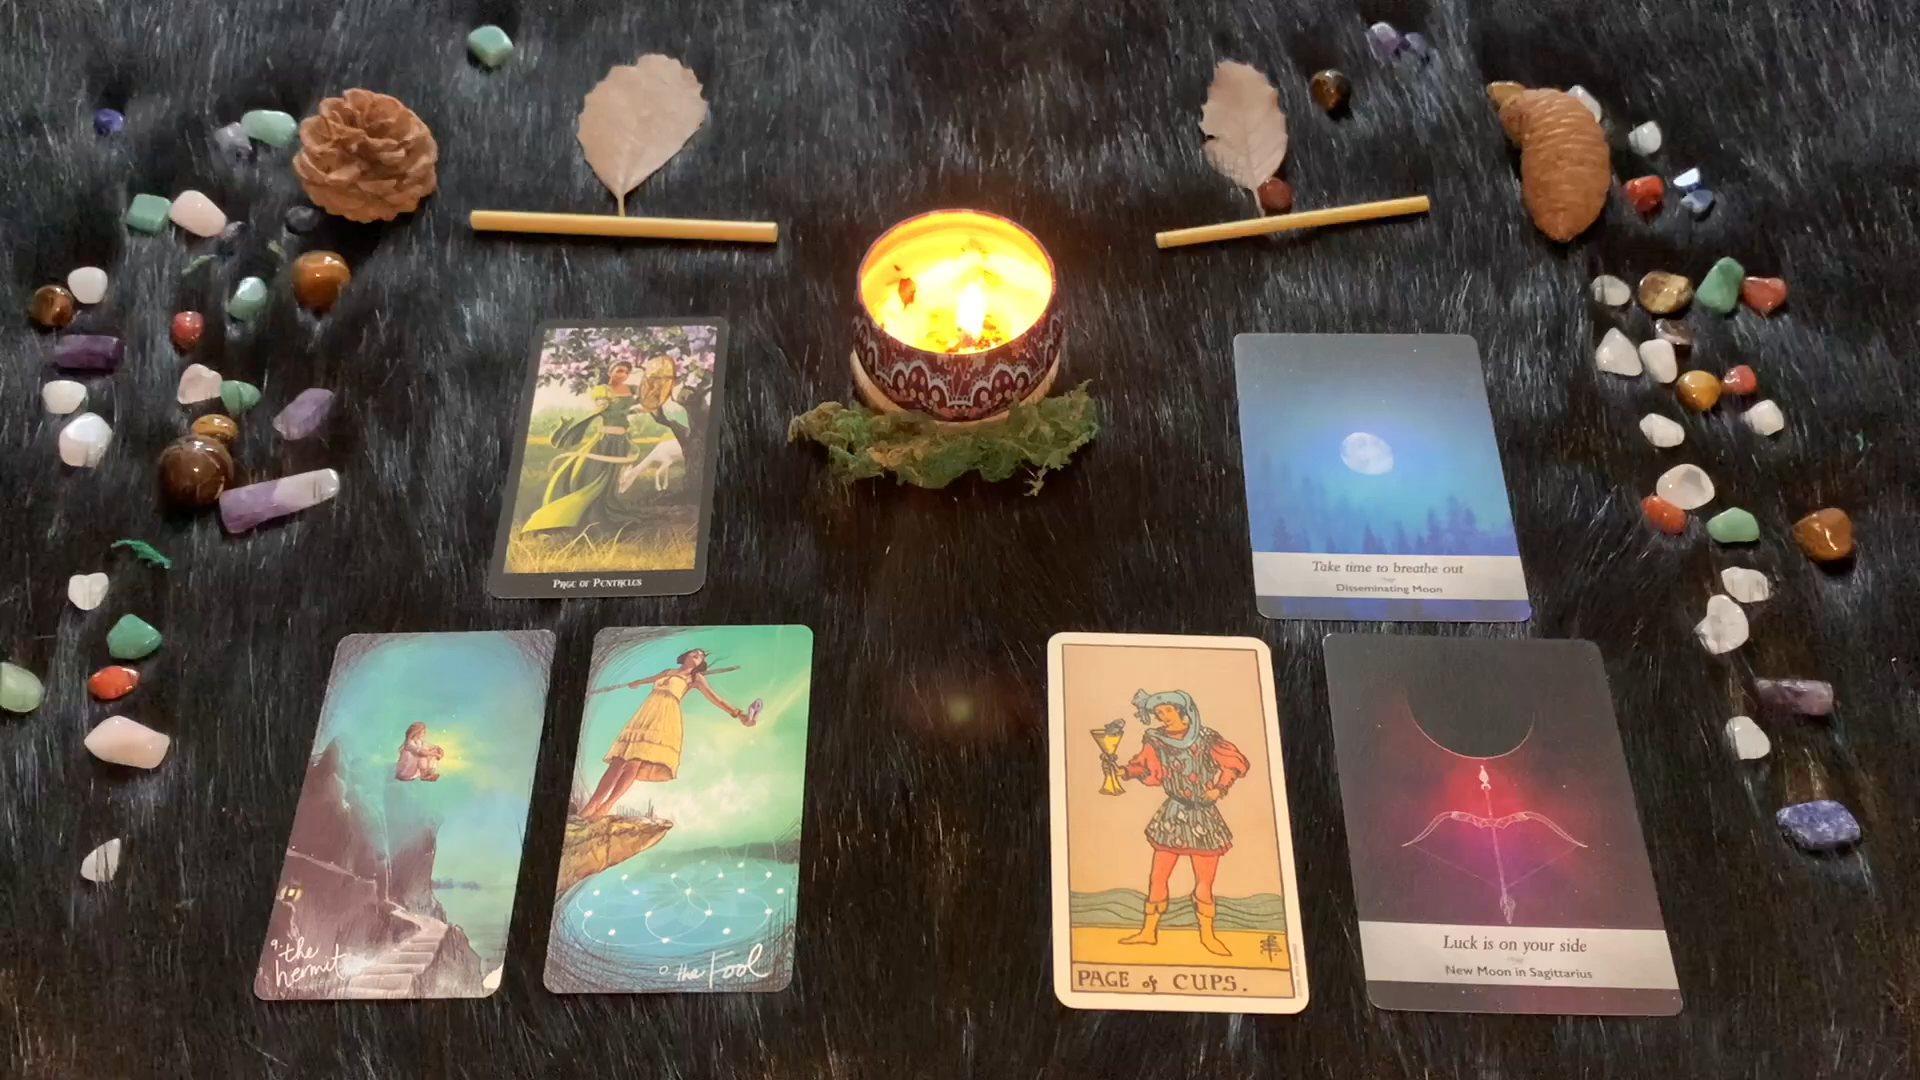 Page of Pentacles
Take time to breathe out
Disseminating Moon
9. the
hermit
0. the Fool
PAGE of CUPS.
Luck is on your side
New Moon in Sagittarius